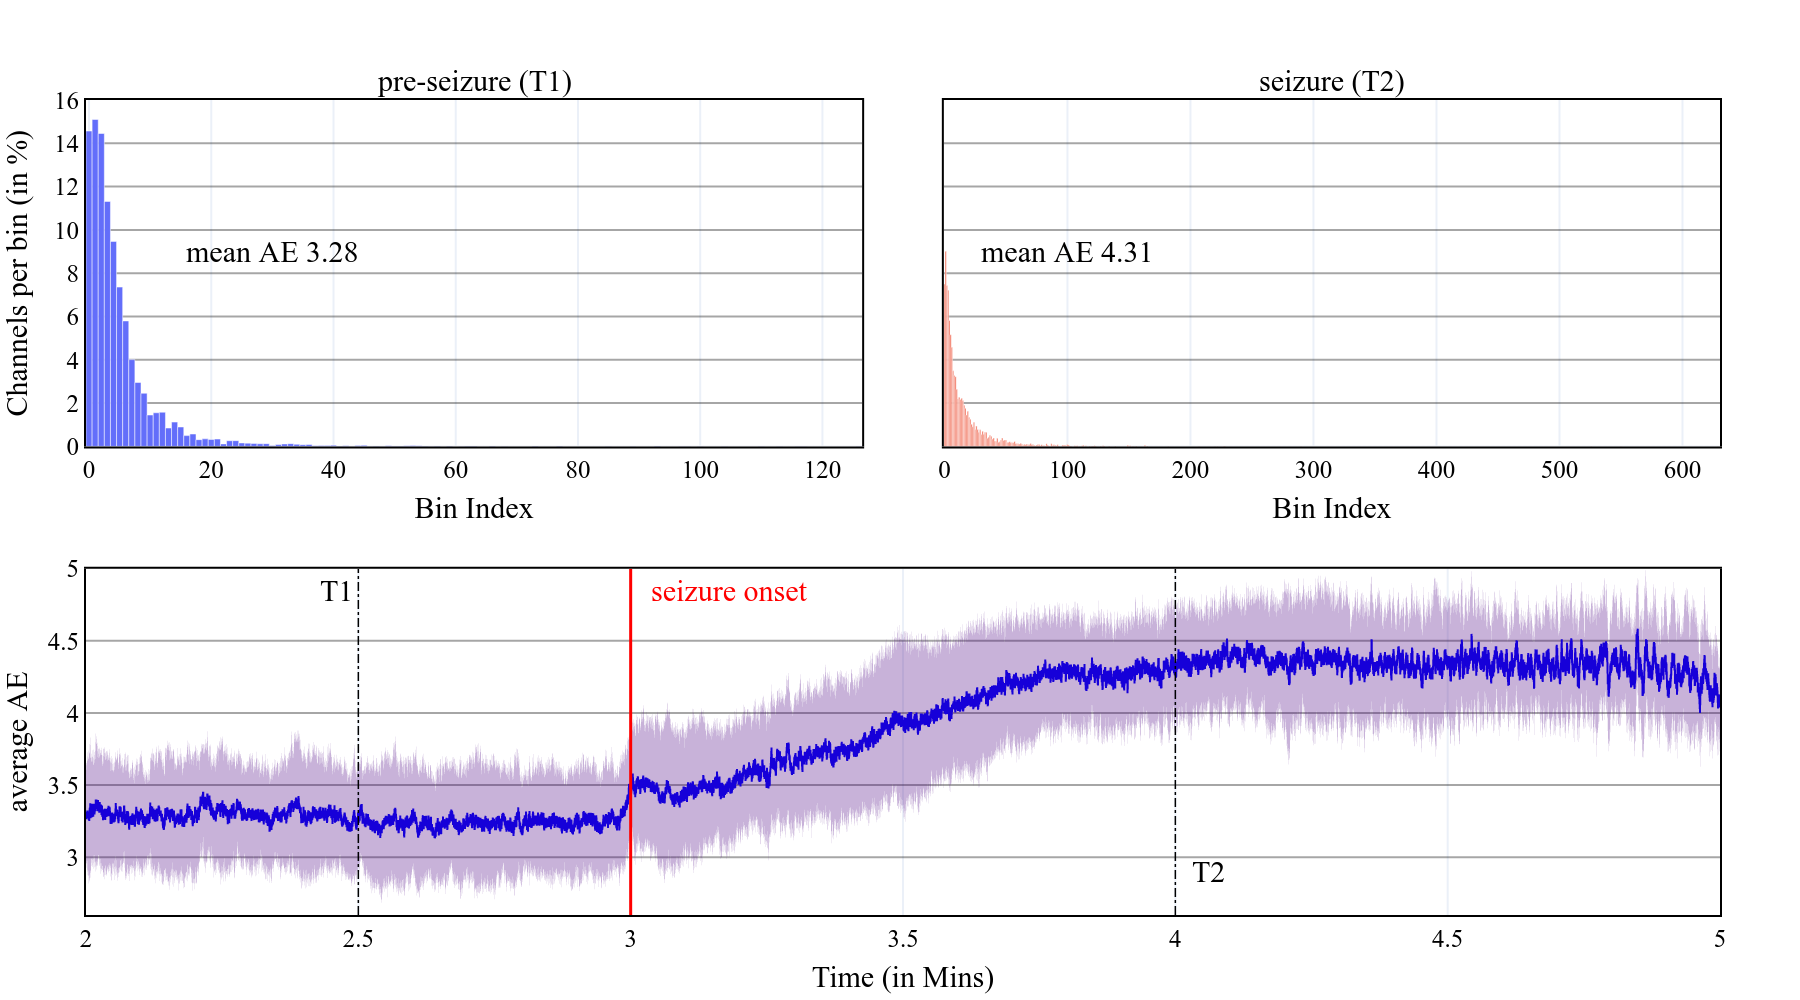 pre-seizure (T1)
seizure (T2)
Channels per bin (in %)
16
14
12
10
8
6
4
2
0
mean AE 3.28
mean AE 4.31
0 20 40 60 80 100 120
0 100 200 300 400 500 600
Bin Index
Bin Index
average AE
5
4.5
4
3.5
3
T1
seizure onset
T2
2 2.5 3 3.5 4 4.5 5
Time (in Mins)